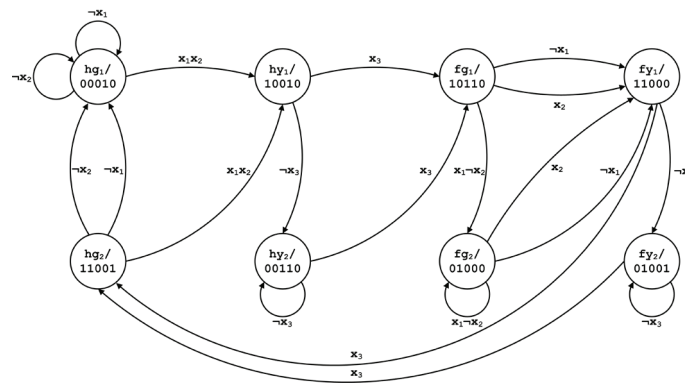 ¬x₁
¬x₂
hg₁/
00010
x₁x₂
hy₁/
10010
x₃
fg₁/
10110
¬x₁
x₂
fy₁/
11000
¬x₂
¬x₁
x₁x₂
¬x₃
x₃
x₁¬x₂
x₂
¬x₁
hg₂/
11001
hy₂/
00110
fg₂/
01000
fy₂/
01001
¬x₃
x₁¬x₂
¬x₃
x₃
x₃